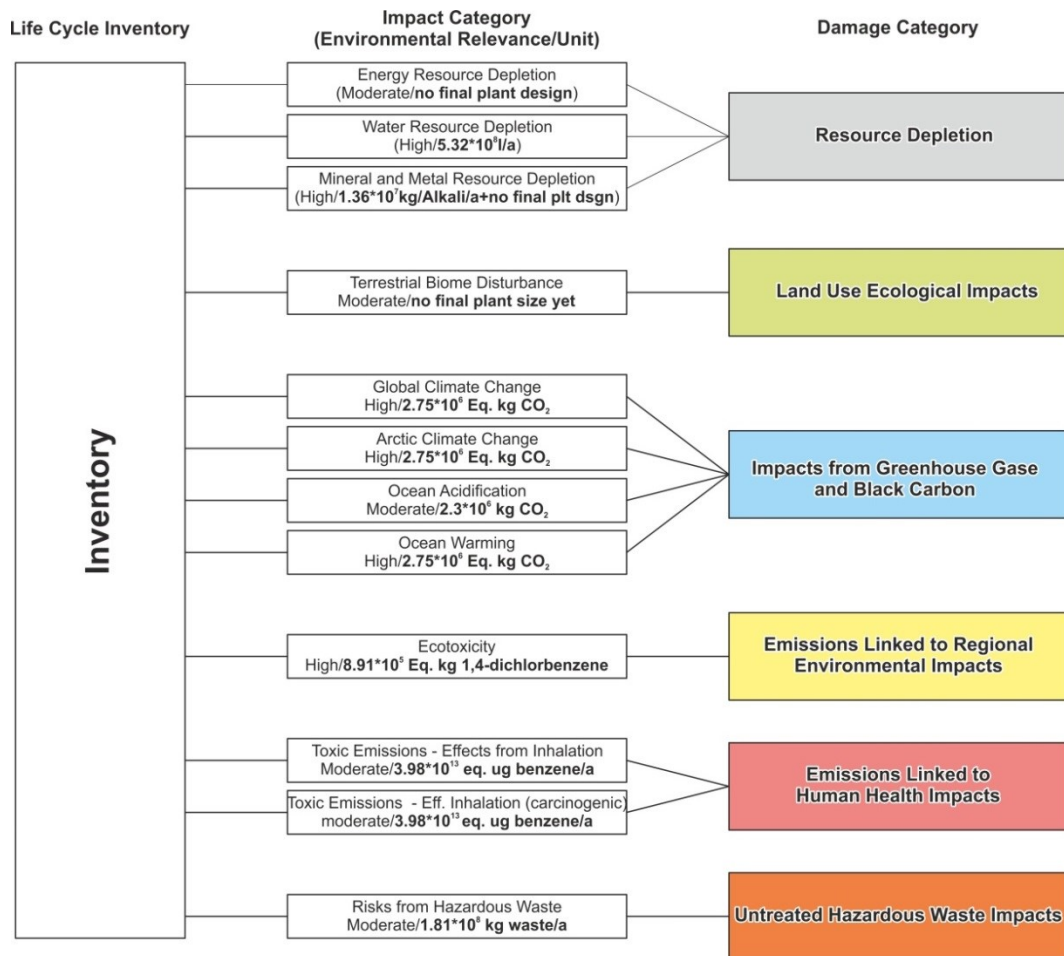 Life Cycle Inventory
Impact Category
(Environmental Relevance/Unit)
Damage Category
Inventory
Energy Resource Depletion
(Moderate/no final plant design)
Water Resource Depletion
(High/5.32*10⁸l/a)
Mineral and Metal Resource Depletion
(High/1.36*10⁷kg/Alkali/a+no final plt dsgn)
Resource Depletion
Terrestrial Biome Disturbance
Moderate/no final plant size yet
Land Use Ecological Impacts
Global Climate Change
High/2.75*10⁶ Eq. kg CO₂
Arctic Climate Change
High/2.75*10⁶ Eq. kg CO₂
Ocean Acidification
Moderate/2.3*10⁶ kg CO₂
Ocean Warming
High/2.75*10⁶ Eq. kg CO₂
Impacts from Greenhouse Gase
and Black Carbon
Ecotoxicity
High/8.91*10⁵ Eq. kg 1,4-dichlorbenzene
Emissions Linked to Regional
Environmental Impacts
Toxic Emissions - Effects from Inhalation
Moderate/3.98*10¹³ eq. ug benzene/a
Toxic Emissions - Eff. Inhalation (carcinogenic)
moderate/3.98*10¹³ eq. ug benzene/a
Emissions Linked to
Human Health Impacts
Risks from Hazardous Waste
Moderate/1.81*10⁸ kg waste/a
Untreated Hazardous Waste Impacts